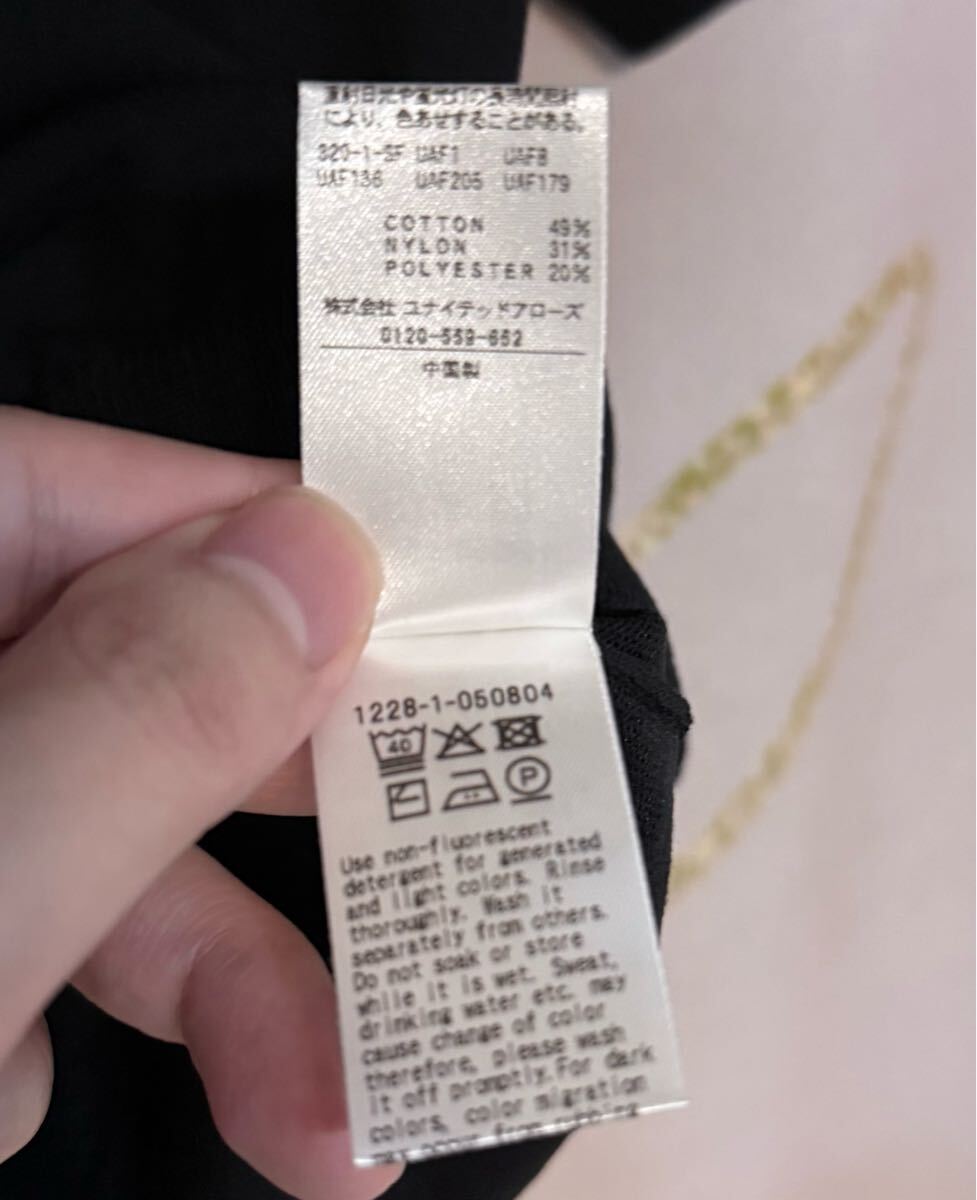 により、色あせすることがある。
320-1-SF UAF1 UAF8
UAF136 UAF205 UAF179
COTTON 49%
NYLON 31%
POLYESTER 20%
株式会社 ユナイテッドアローズ
0120-559-652
中国製
1228-1-050804
40
P
Use non-fluorescent
detergent for generated
and light colors. Rinse
thoroughly. Wash it
separately from others.
Do not soak or store
while it is wet. Sweat,
drinking water etc. may
cause change of color
therefore, please wash
it off promptly.For dark
colors, color migration